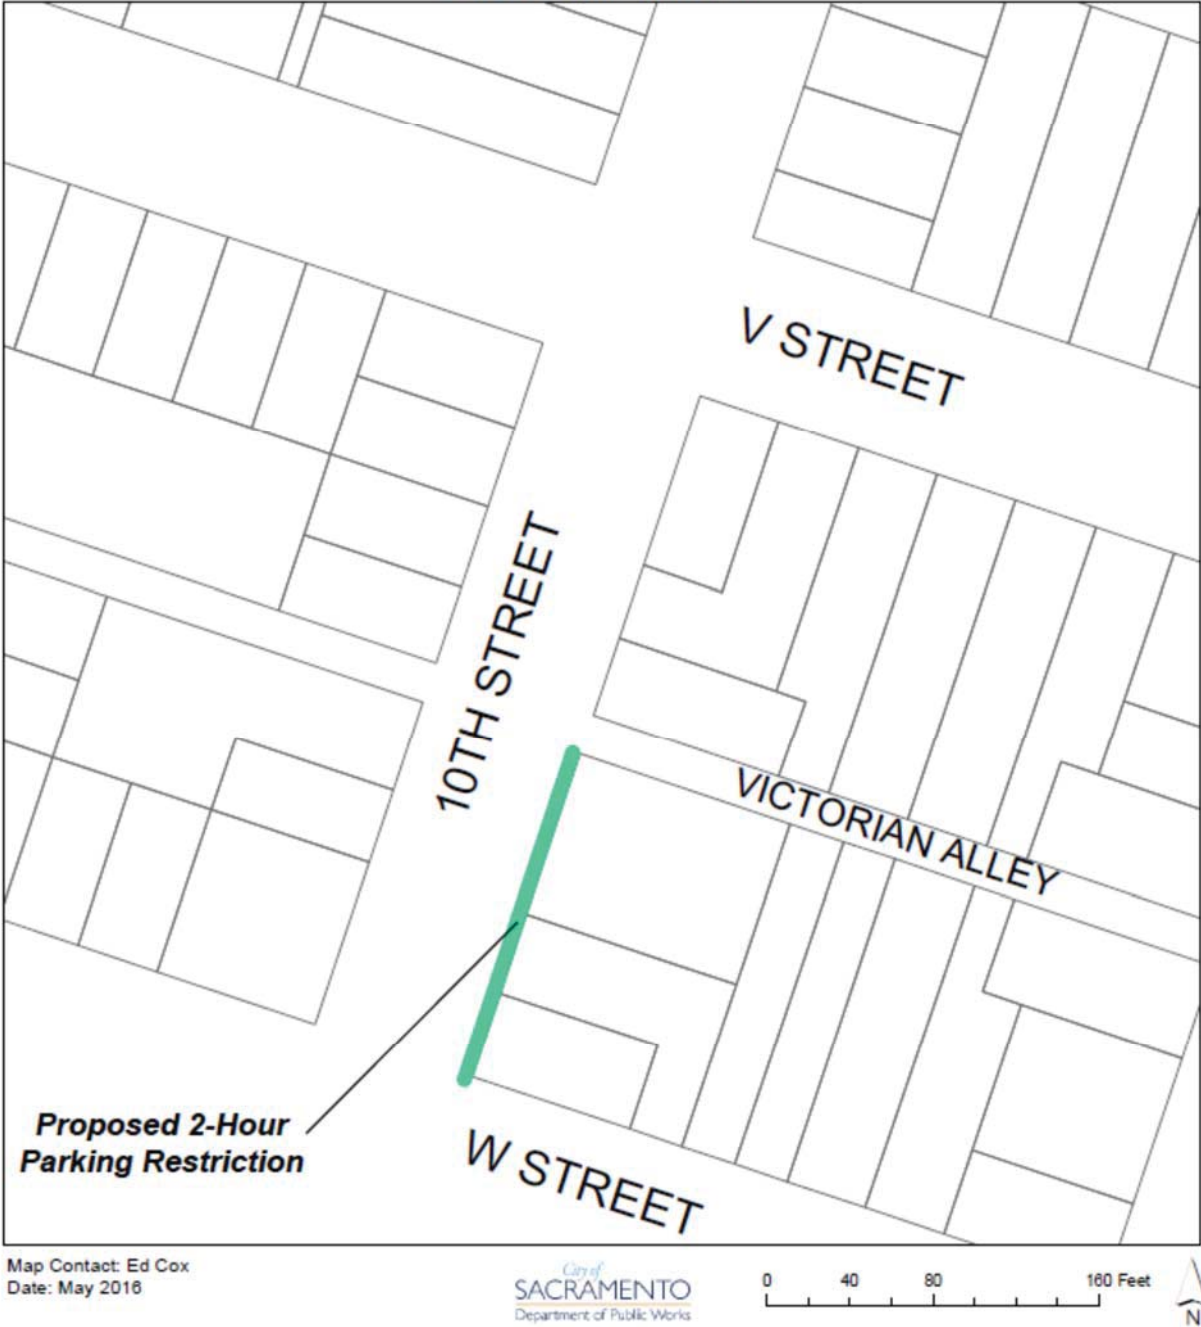 V STREET
10TH STREET
VICTORIAN ALLEY
Proposed 2-Hour
Parking Restriction
W STREET
Map Contact: Ed Cox
Date: May 2016
City of
SACRAMENTO
Department of Public Works
0 40 80 160 Feet
N